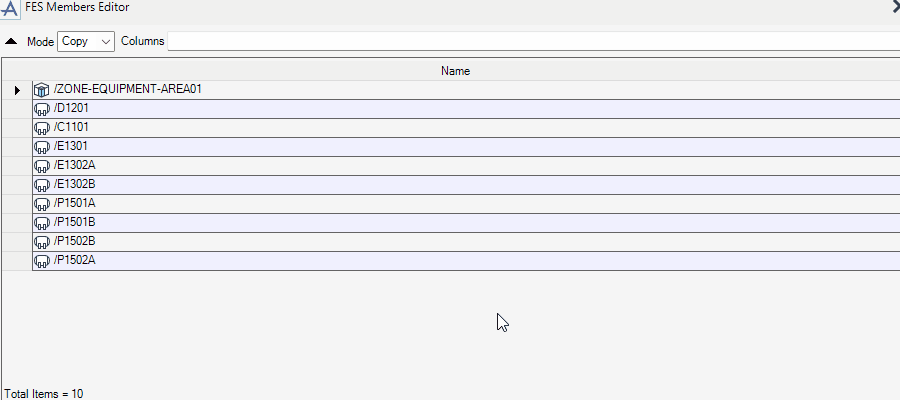 FES Members Editor
Mode Copy Columns
Name
/ZONE-EQUIPMENT-AREA01
/D1201
/C1101
/E1301
/E1302A
/E1302B
/P1501A
/P1501B
/P1502B
/P1502A
Total Items = 10